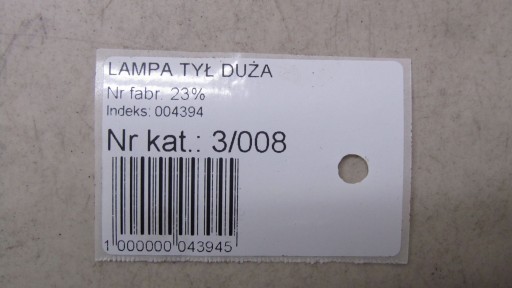 LAMPA TYŁ DUŻA
Nr fabr. 23%
Indeks: 004394
Nr kat.: 3/008
1 000000 043945